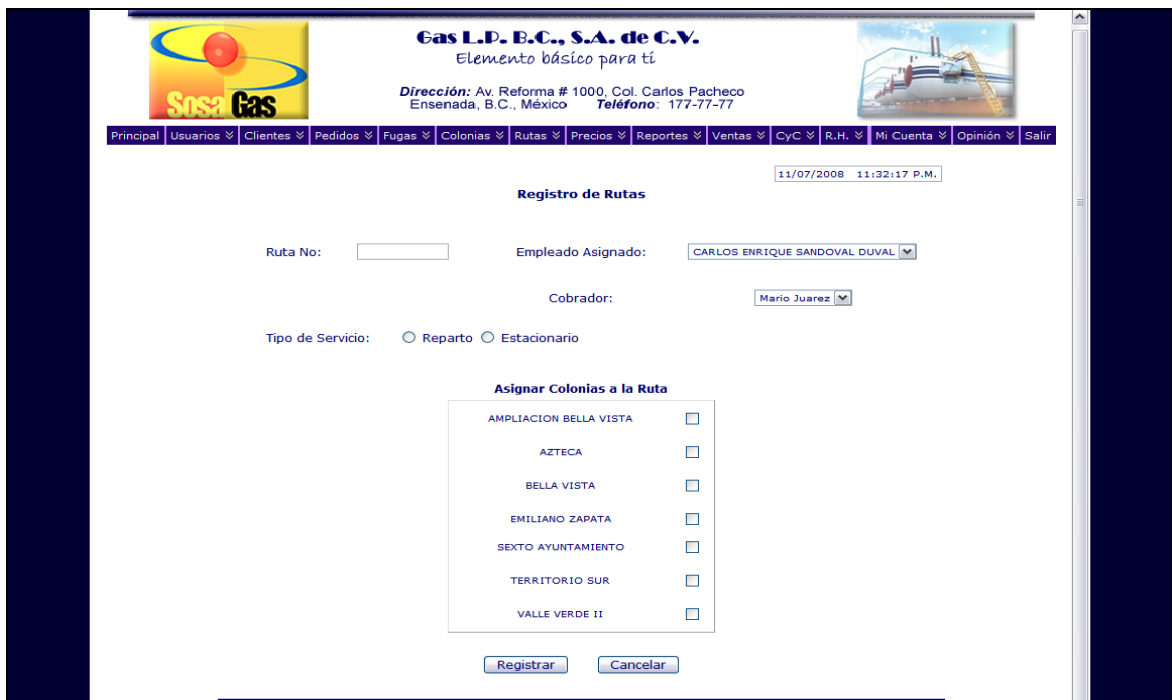 Gas L.P. B.C., S.A. de C.V.
Elemento básico para tí
Dirección: Av. Reforma # 1000, Col. Carlos Pacheco
Ensenada, B.C., México Teléfono: 177-77-77
Sosa Gas
Principal Usuarios Clientes Pedidos Fugas Colonias Rutas Precios Reportes Ventas CyC R.H. Mi Cuenta Opinión Salir
11/07/2008 11:32:17 P.M.
Registro de Rutas
Ruta No: Empleado Asignado: CARLOS ENRIQUE SANDOVAL DUVAL
Cobrador: Mario Juarez
Tipo de Servicio: Reparto Estacionario
Asignar Colonias a la Ruta
AMPLIACION BELLA VISTA
AZTECA
BELLA VISTA
EMILIANO ZAPATA
SEXTO AYUNTAMIENTO
TERRITORIO SUR
VALLE VERDE II
Registrar Cancelar